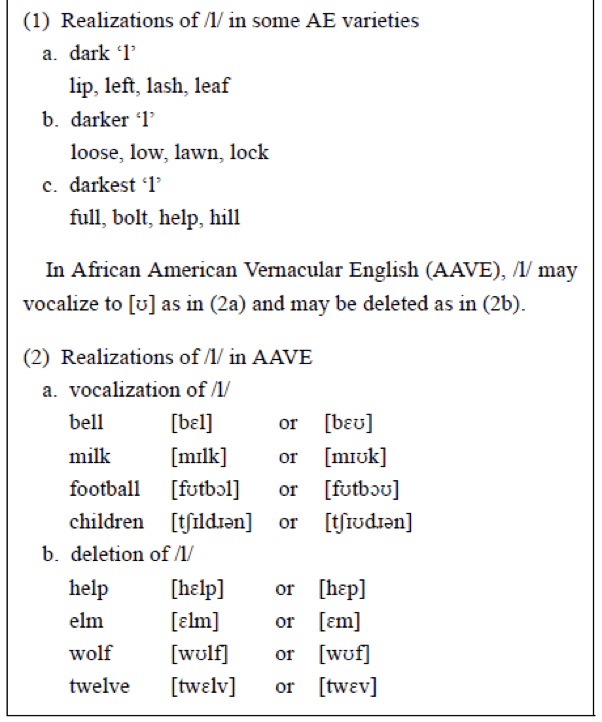 (1) Realizations of /l/ in some AE varieties
a. dark ‘l’
lip, left, lash, leaf
b. darker ‘l’
loose, low, lawn, lock
c. darkest ‘l’
full, bolt, help, hill
In African American Vernacular English (AAVE), /l/ may
vocalize to [ʊ] as in (2a) and may be deleted as in (2b).
(2) Realizations of /l/ in AAVE
a. vocalization of /l/
bell [bɛl] or [bɛʊ]
milk [mɪlk] or [mɪʊk]
football [fʊtbɔl] or [fʊtbɔʊ]
children [tʃɪldɹən] or [tʃɪʊdɹən]
b. deletion of /l/
help [hɛlp] or [hɛp]
elm [ɛlm] or [ɛm]
wolf [wʊlf] or [wʊf]
twelve [twɛlv] or [twɛv]